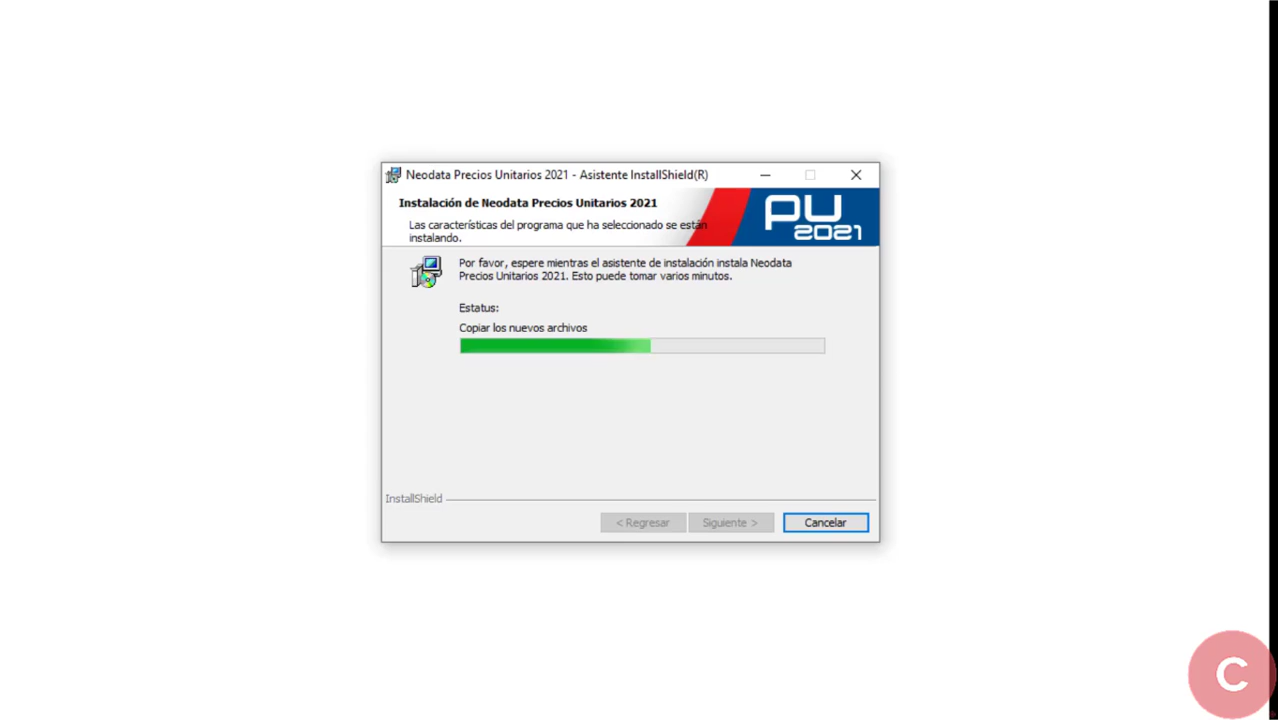 Neodata Precios Unitarios 2021 - Asistente InstallShield(R)
Instalación de Neodata Precios Unitarios 2021
Las características del programa que ha seleccionado se están
instalando.
PU
2021
Por favor, espere mientras el asistente de instalación instala Neodata
Precios Unitarios 2021. Esto puede tomar varios minutos.
Estatus:
Copiar los nuevos archivos
InstallShield
< Regresar
Siguiente >
Cancelar
C